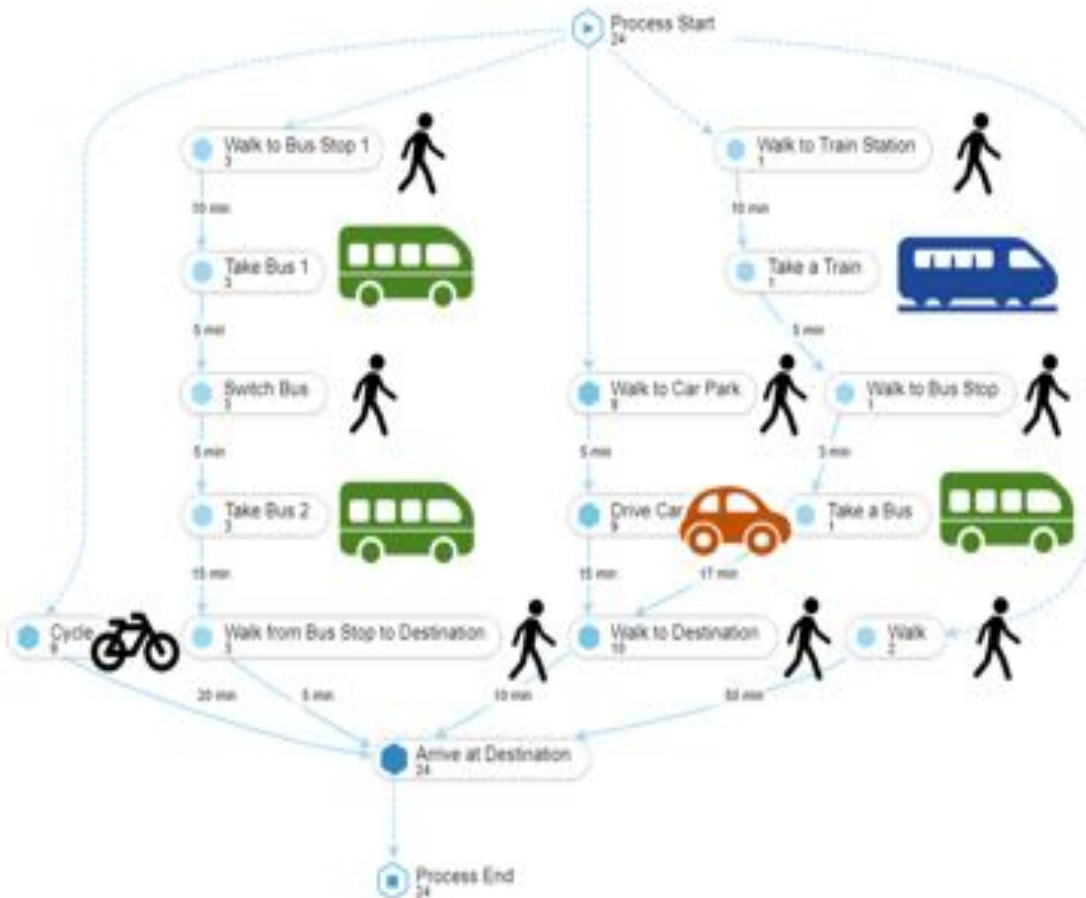 Process Start
24
Walk to Bus Stop 1
3
Walk to Train Station
1
10 min
Take Bus 1
3
Take a Train
1
5 min
5 min
Switch Bus
3
Walk to Car Park
9
Walk to Bus Stop
1
5 min
5 min
3 min
Take Bus 2
3
Drive Car
9
Take a Bus
1
15 min
15 min
17 min
Cycle
Walk from Bus Stop to Destination
3
Walk to Destination
10
Walk
2
20 min
5 min
10 min
Arrive at Destination
24
Process End
24